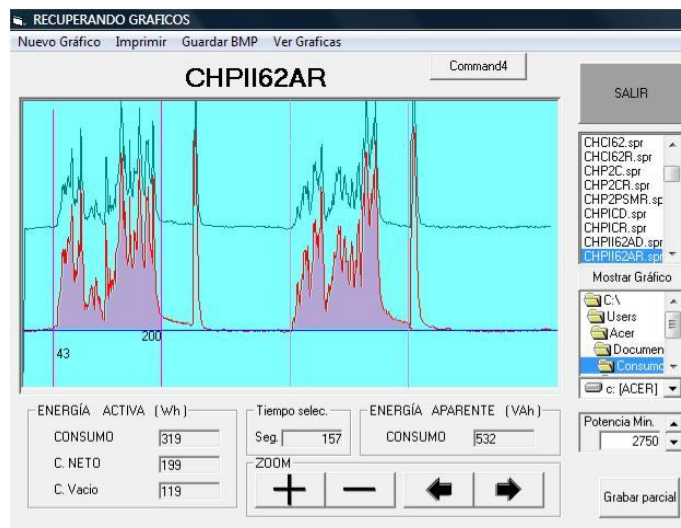 RECUPERANDO GRAFICOS
Nuevo Gráfico Imprimir Guardar BMP Ver Graficas
CHPII62AR
Command4
SALIR
CHCI62.spr
CHCI62R.spr
CHP2C.spr
CHP2CR.spr
CHP2PSMR.sp
CHPICD.spr
CHPICR.spr
CHPII62AD.spr
CHPII62AR.spr
Mostrar Gráfico
C:\
Users
Acer
Documen
Consumo
c: [ACER]
200
43
ENERGÍA ACTIVA (Wh)
CONSUMO 319
C. NETO 199
C. Vacio 119
Tiempo selec.
Seg. 157
ENERGÍA APARENTE (VAh)
CONSUMO 532
ZOOM
Potencia Min.
2750
Grabar parcial